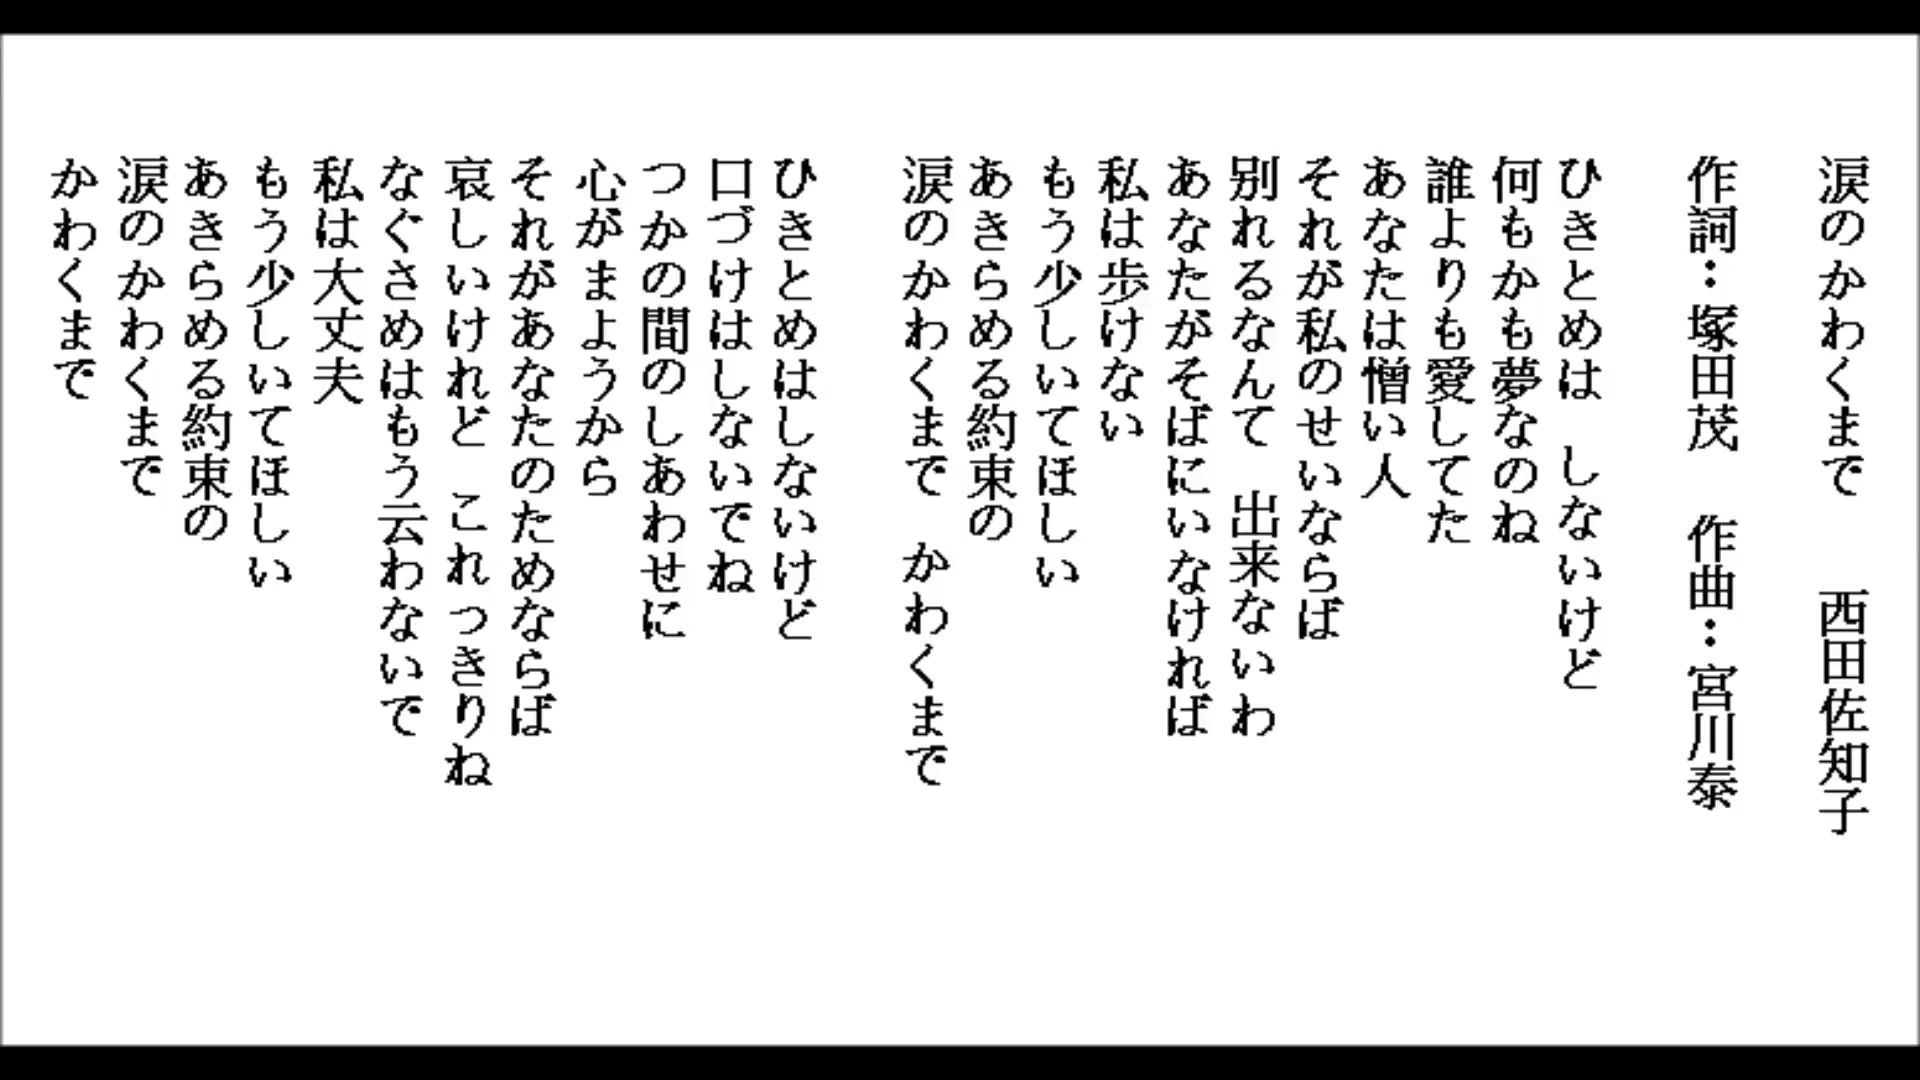 涙のかわくまで　西田佐知子
作詞：塚田茂　作曲：宮川泰
ひきとめは　しないけど
何もかも夢なのね
誰よりも愛してた
あなたは憎い人
それが私のせいならば
別れるなんて　出来ないわ
あなたがそばにいなければ
私は歩けない
もう少しいてほしい
あきらめる約束の
涙のかわくまで　かわくまで
ひきとめはしないけど
口づけはしないでね
つかの間のしあわせに
心がまようから
それがあなたのためならば
哀しいけれど　これっきりね
なぐさめはもう云わないで
私は大丈夫
もう少しいてほしい
あきらめる約束の
涙のかわくまで
かわくまで